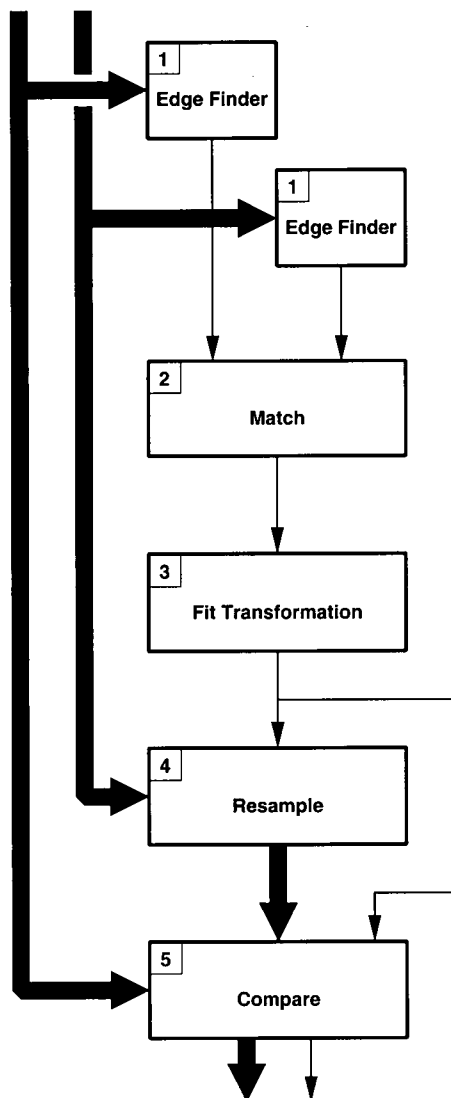 1
Edge Finder
1
Edge Finder
2
Match
3
Fit Transformation
4
Resample
5
Compare